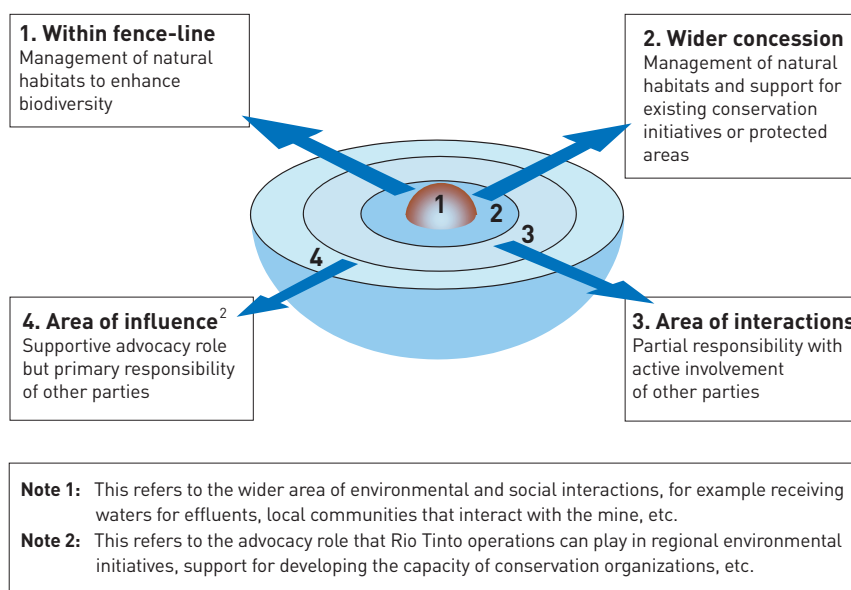 1. Within fence-line
Management of natural
habitats to enhance
biodiversity
2. Wider concession
Management of natural
habitats and support for
existing conservation
initiatives or protected
areas
1
2
3
4
4. Area of influence2
Supportive advocacy role
but primary responsibility
of other parties
3. Area of interactions
Partial responsibility with
active involvement
of other parties
Note 1: This refers to the wider area of environmental and social interactions, for example receiving
waters for effluents, local communities that interact with the mine, etc.
Note 2: This refers to the advocacy role that Rio Tinto operations can play in regional environmental
initiatives, support for developing the capacity of conservation organizations, etc.